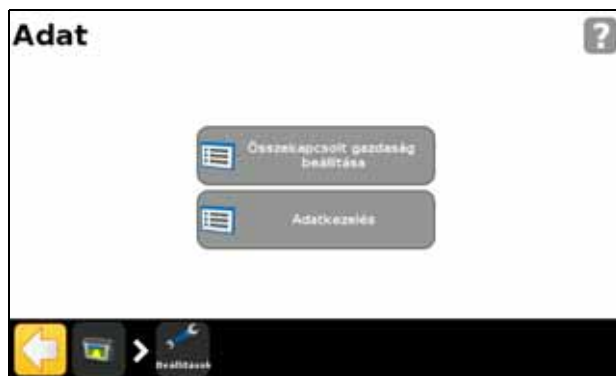 Adat
?
Összekapcsolt gazdaság
beállítása
Adatkezelés
Beállítások